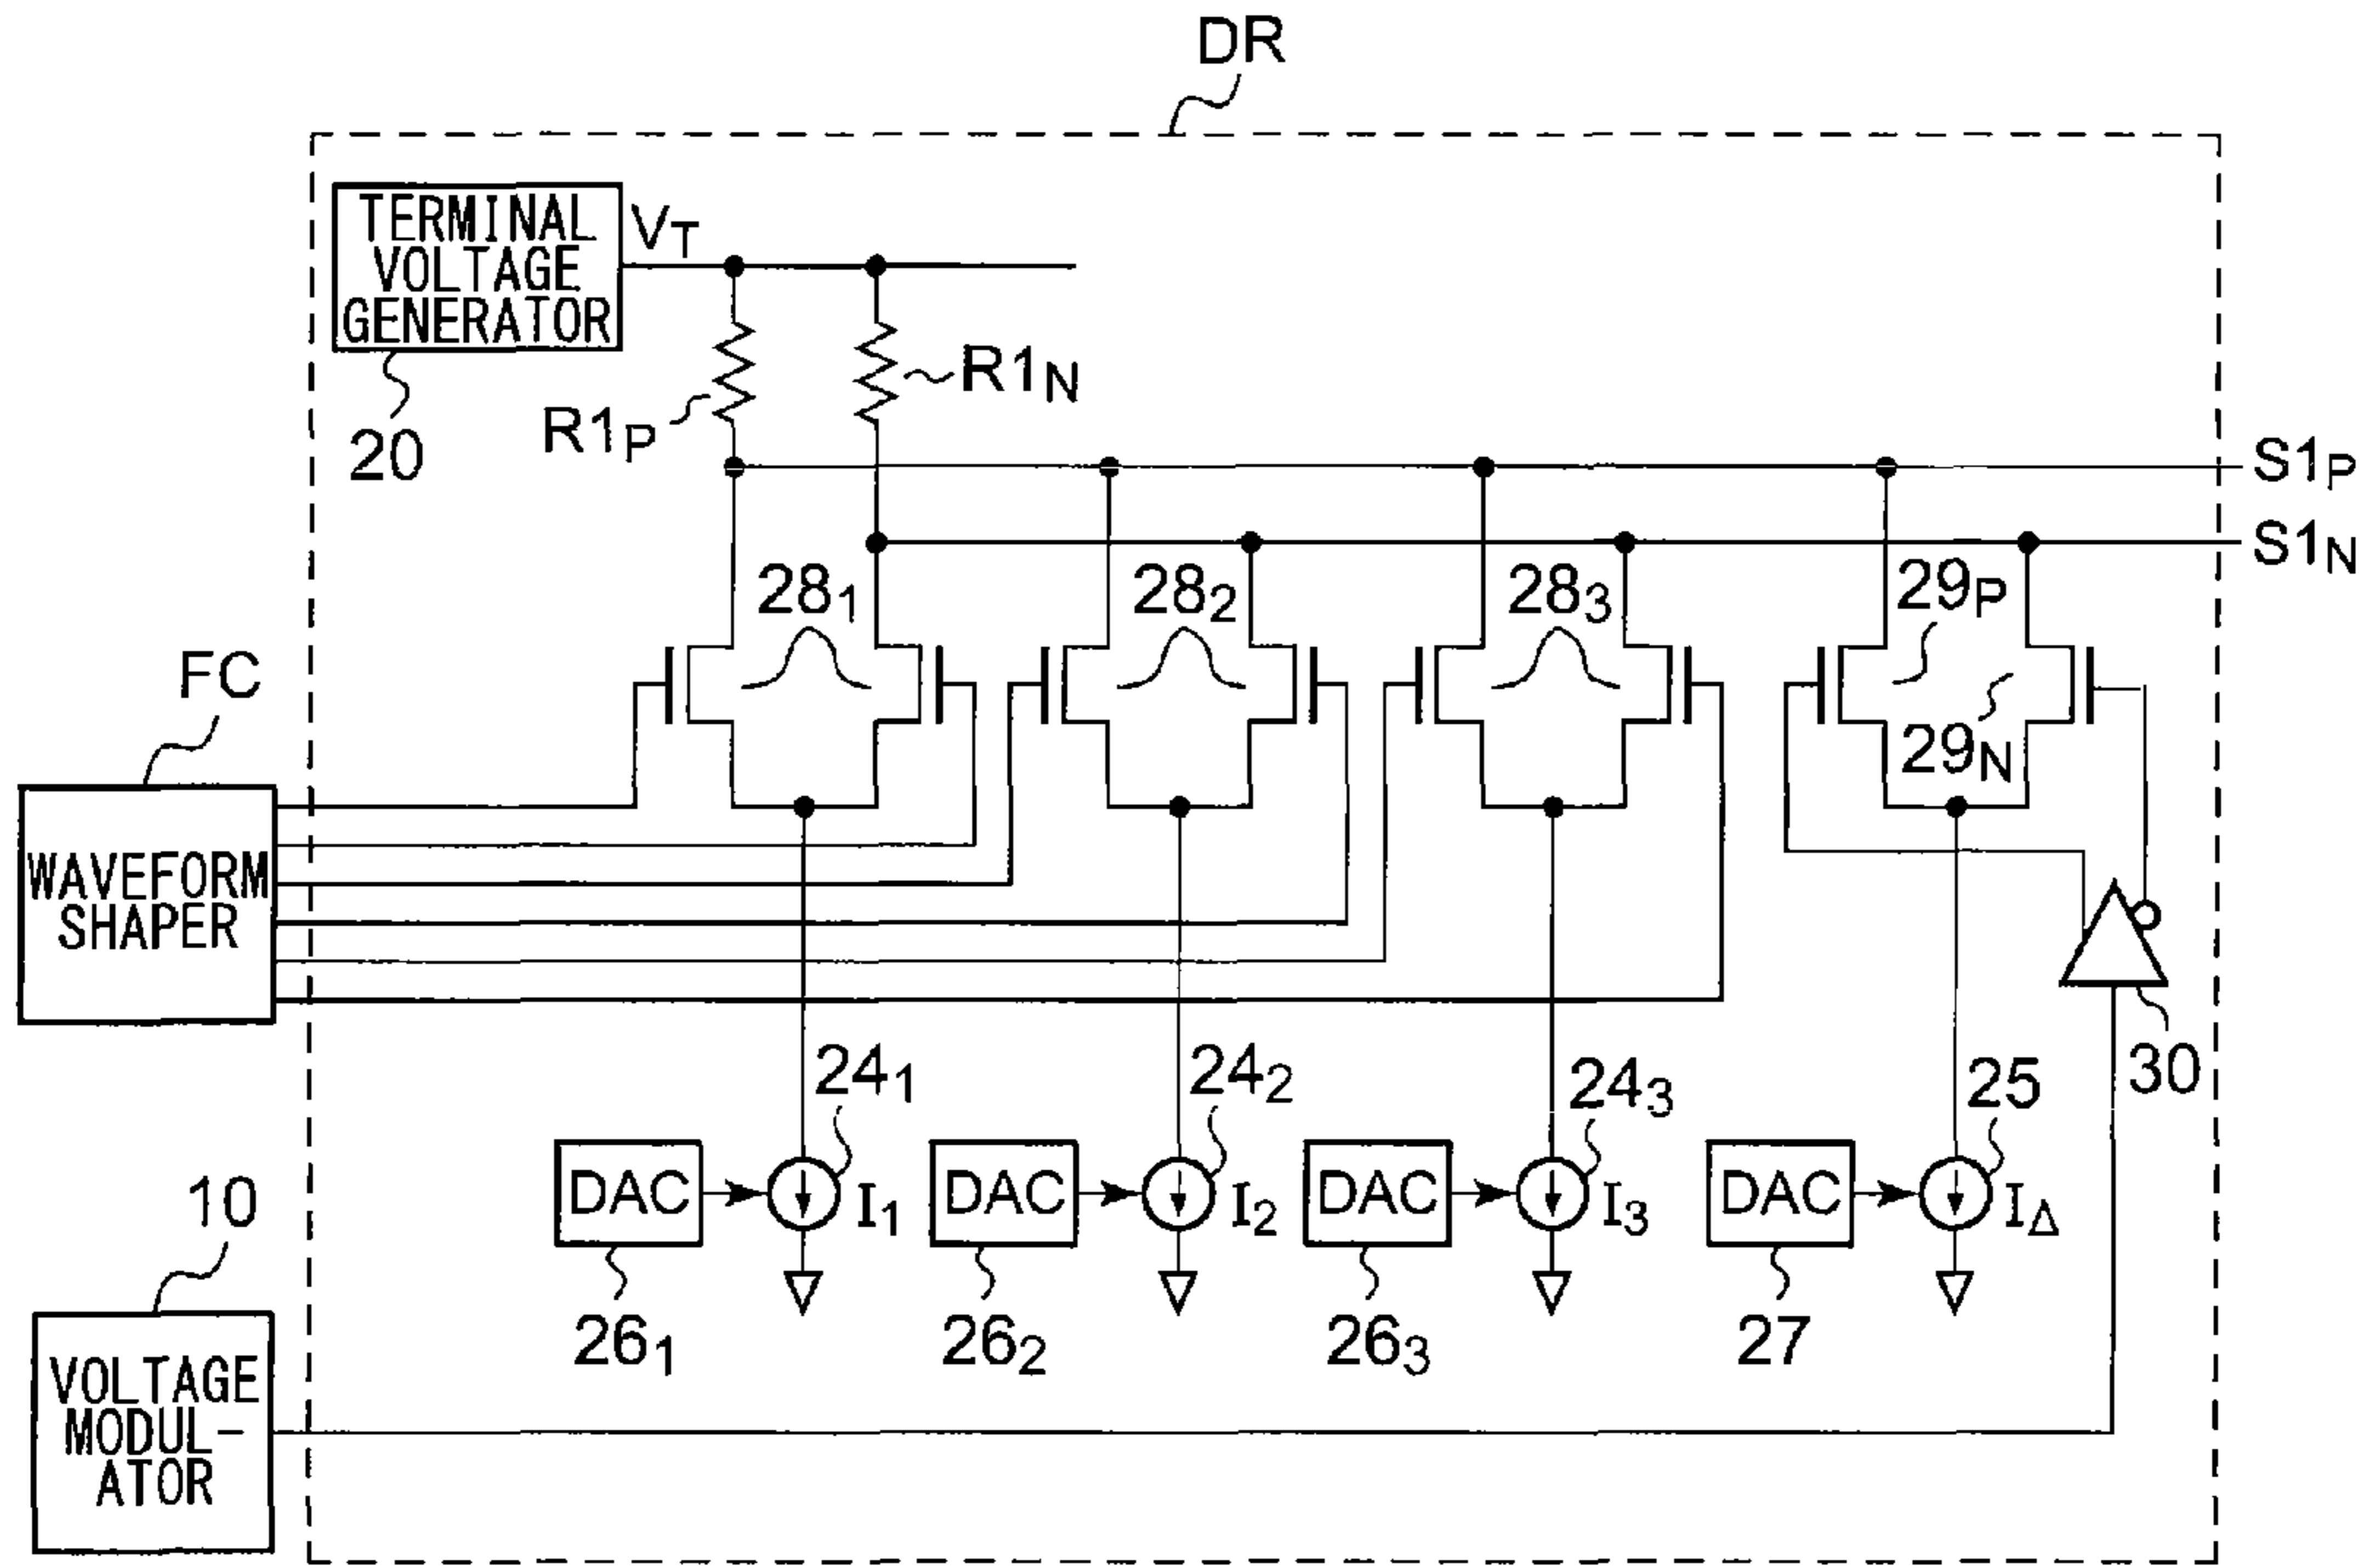 DR
TERMINAL
VOLTAGE
GENERATOR
VT
20
R1P
R1N
S1P
S1N
281
282
283
29P
29N
FC
WAVEFORM
SHAPER
30
241
242
243
25
DAC
I1
DAC
I2
DAC
I3
DAC
IΔ
261
262
263
27
10
VOLTAGE
MODUL-
ATOR